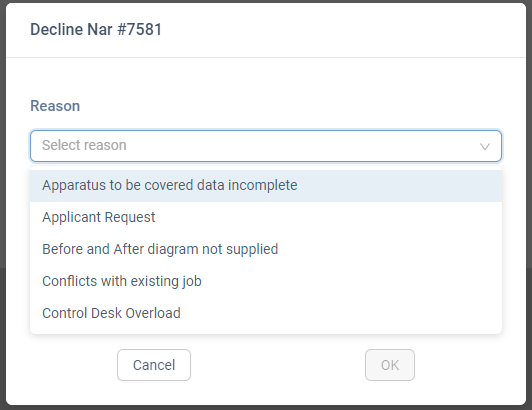 Decline Nar #7581
Reason
Select reason
Apparatus to be covered data incomplete
Applicant Request
Before and After diagram not supplied
Conflicts with existing job
Control Desk Overload
Cancel
OK